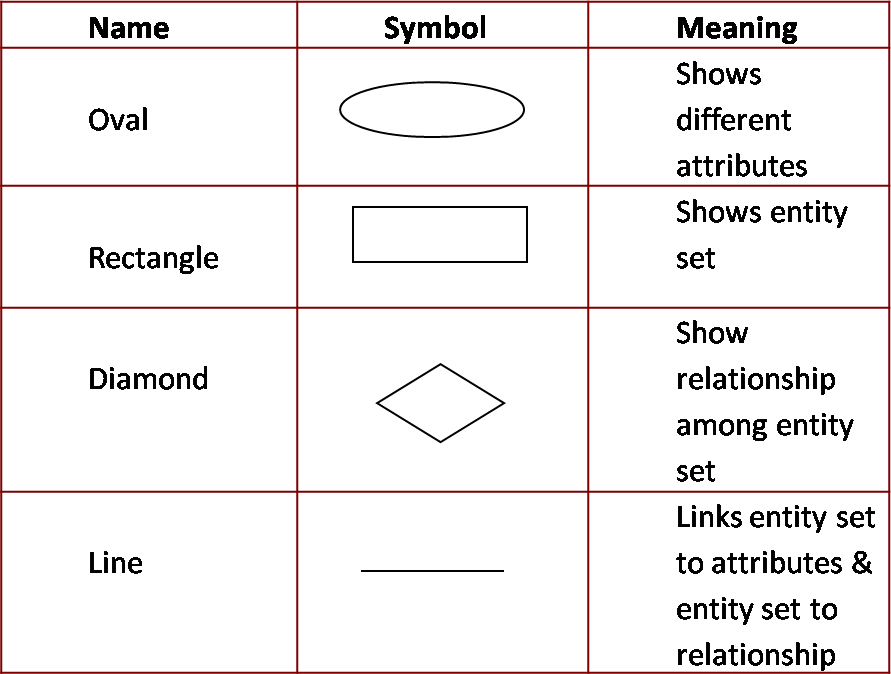 Name Symbol Meaning
Oval
Shows
different
attributes
Rectangle
Shows entity
set
Diamond
Show
relationship
among entity
set
Line
Links entity set
to attributes &
entity set to
relationship